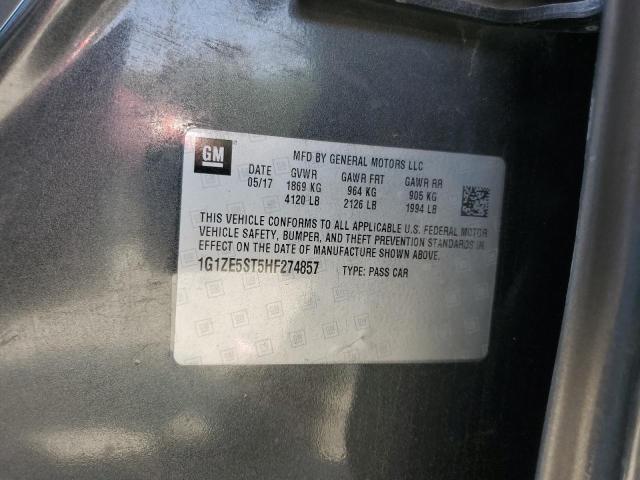 GM
MFD BY GENERAL MOTORS LLC
DATE GVWR GAWR FRT GAWR RR
05/17 1869 KG 964 KG 905 KG
4120 LB 2126 LB 1994 LB
THIS VEHICLE CONFORMS TO ALL APPLICABLE U.S. FEDERAL MOTOR
VEHICLE SAFETY, BUMPER, AND THEFT PREVENTION STANDARDS IN
EFFECT ON THE DATE OF MANUFACTURE SHOWN ABOVE.
1G1ZE5ST5HF274857 TYPE: PASS CAR